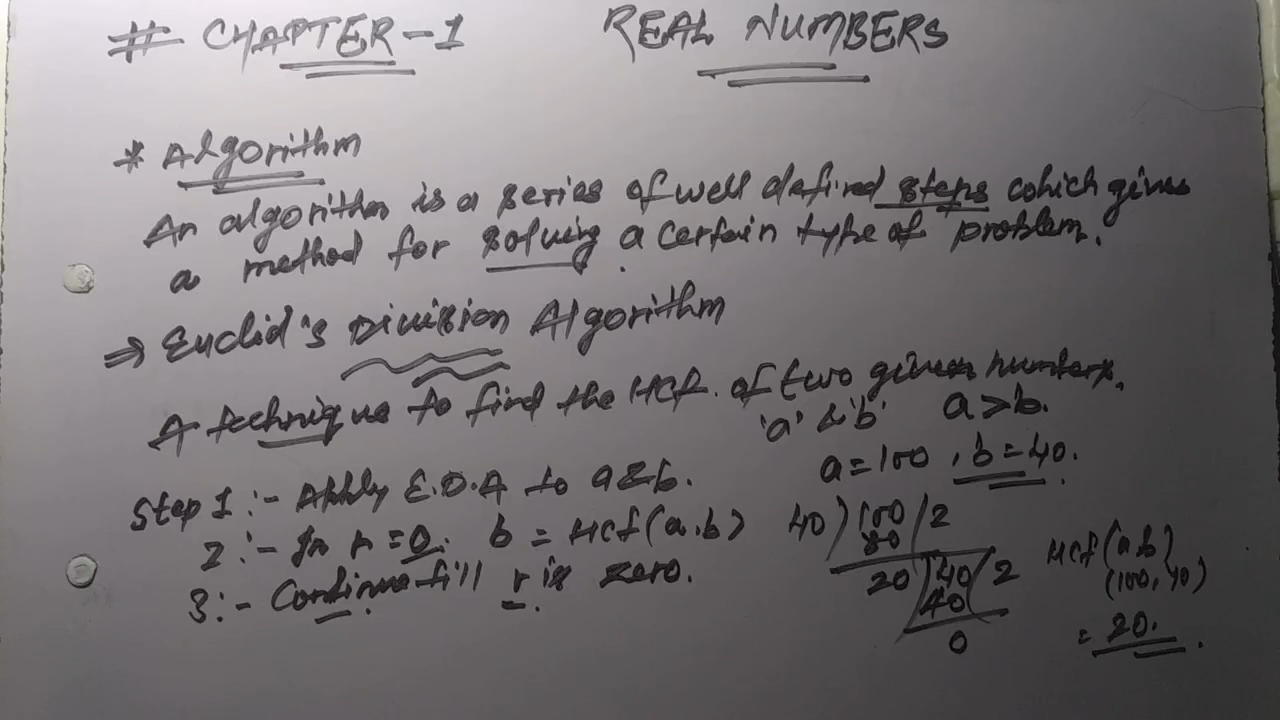 # CHAPTER-1 REAL NUMBERS
* Algorithm
An algorithm is a series of well defined steps which gives
a method for solving a certain type of problem.
⇒ Euclid's Division Algorithm
A technique to find the HCF. of two given numbers.
'a' & 'b' a>b.
Step 1:- Apply E.D.A to a&b.
a=100, b=40.
2:- In r=0. b = HCf(a,b)
3:- Continue till r is zero.
40) 100 (2
80
20) 40 (2
40
0
HCf(a,b)
(100,40)
= 20.